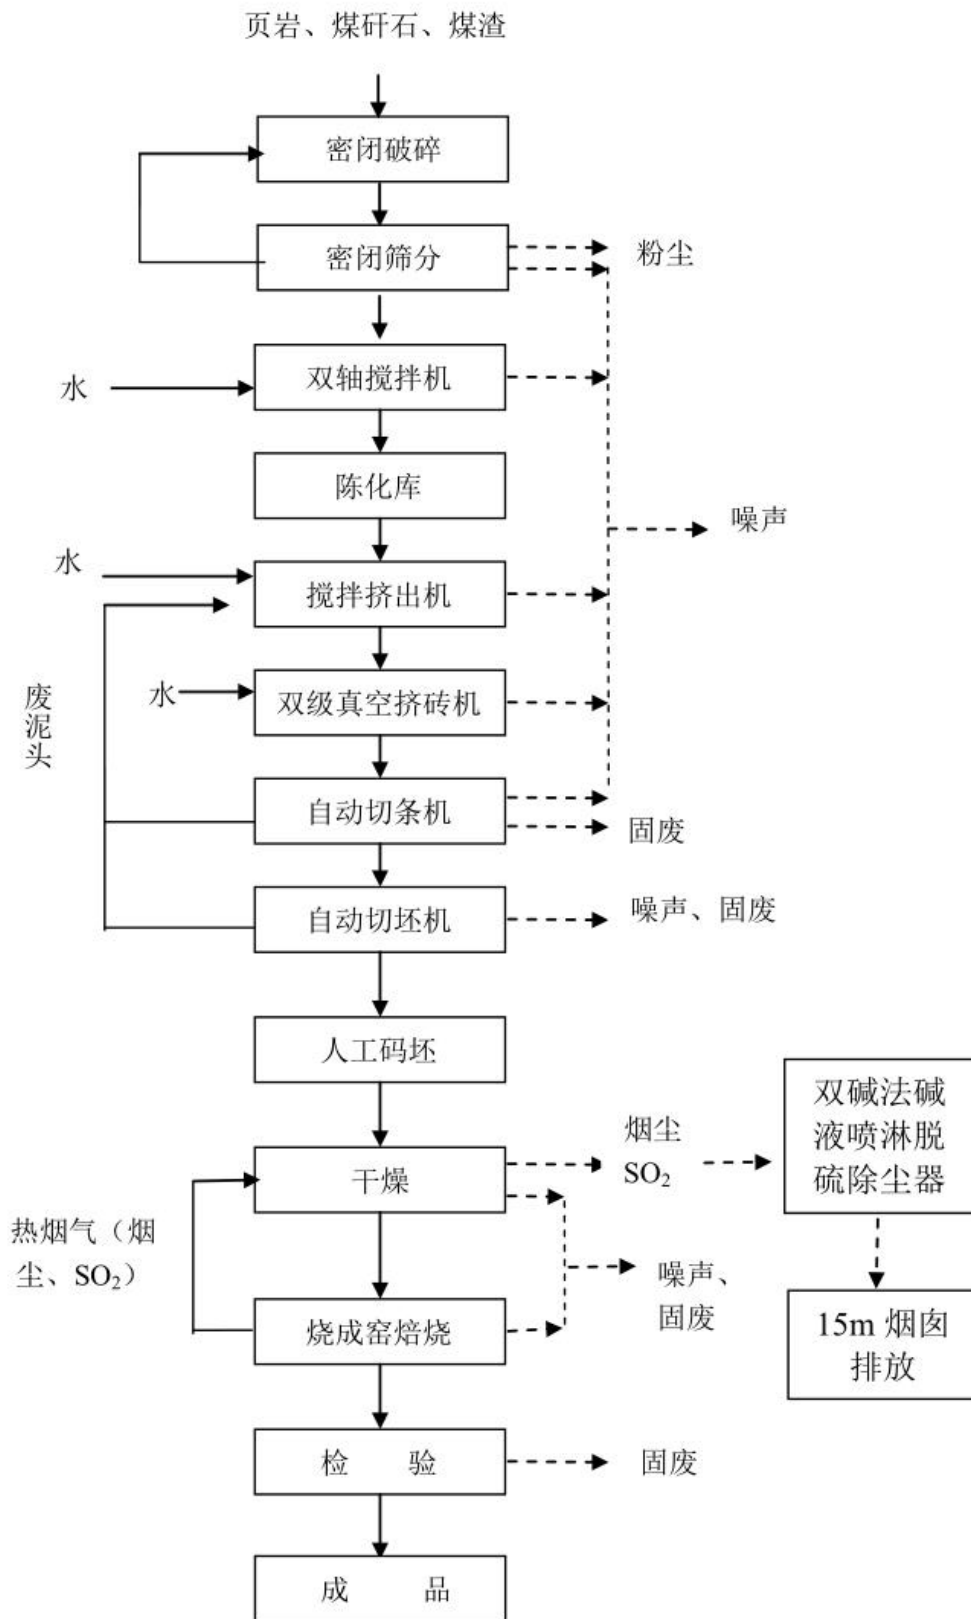 页岩、煤矸石、煤渣
密闭破碎
密闭筛分
粉尘
双轴搅拌机
水
陈化库
噪声
水
搅拌挤出机
废泥头
水
双级真空挤砖机
自动切条机
固废
自动切坯机
噪声、固废
人工码坯
双碱法碱
液喷淋脱
硫除尘器
烟尘
SO₂
干燥
热烟气（烟
尘、SO₂）
噪声、
固废
烧成窑焙烧
15m 烟囱
排放
检 验
固废
成 品